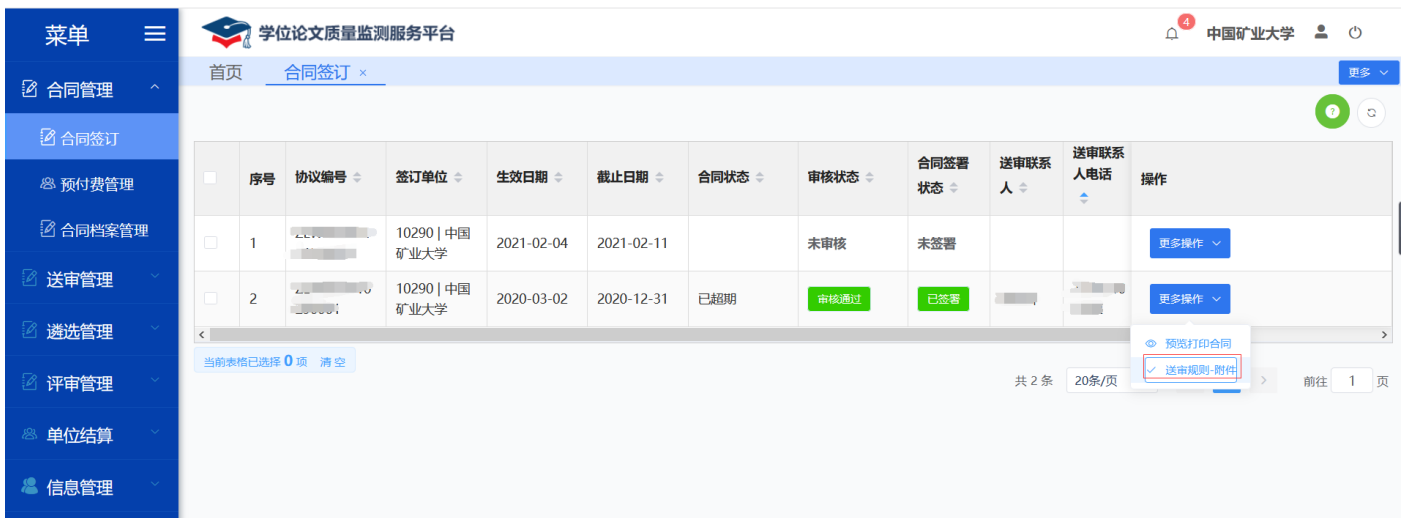 菜单
学位论文质量监测服务平台
4
中国矿业大学
首页
合同签订 ×
更多
合同管理
合同签订
预付费管理
合同档案管理
送审管理
遴选管理
评审管理
单位结算
信息管理
?
序号
协议编号
签订单位
生效日期
截止日期
合同状态
审核状态
合同签署
状态
送审联系
人
送审联系
人电话
操作
1
10290 | 中国
矿业大学
2021-02-04
2021-02-11
未审核
未签署
更多操作
2
10290 | 中国
矿业大学
2020-03-02
2020-12-31
已超期
审核通过
已签署
更多操作
预览打印合同
送审规则-附件
当前表格已选择 0 项 清空
共 2 条
20条/页
前往 1 页